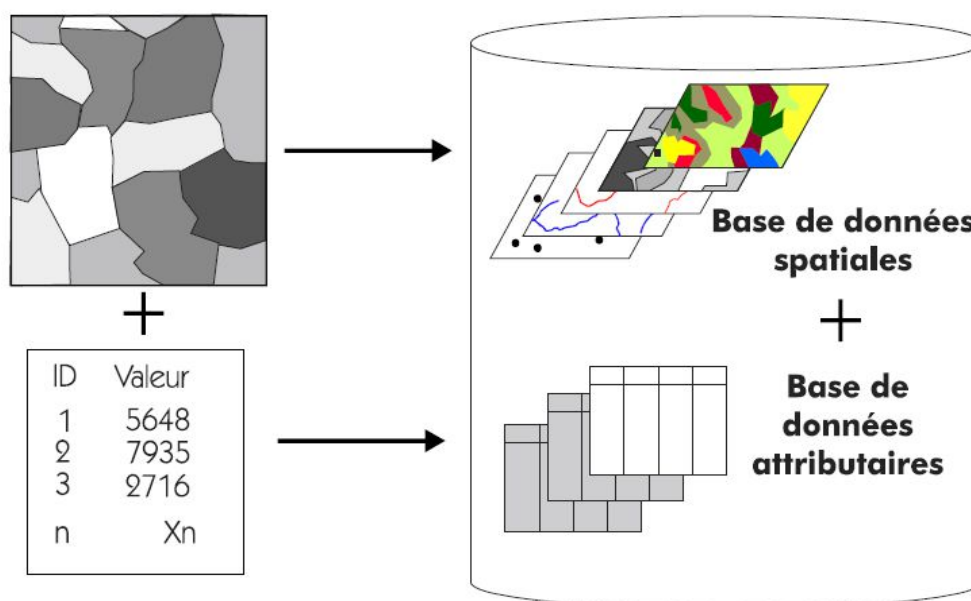 Base de données
spatiales
+
+
ID Valeur
1 5648
2 7935
3 2716
n Xn
Base de
données
attributaires